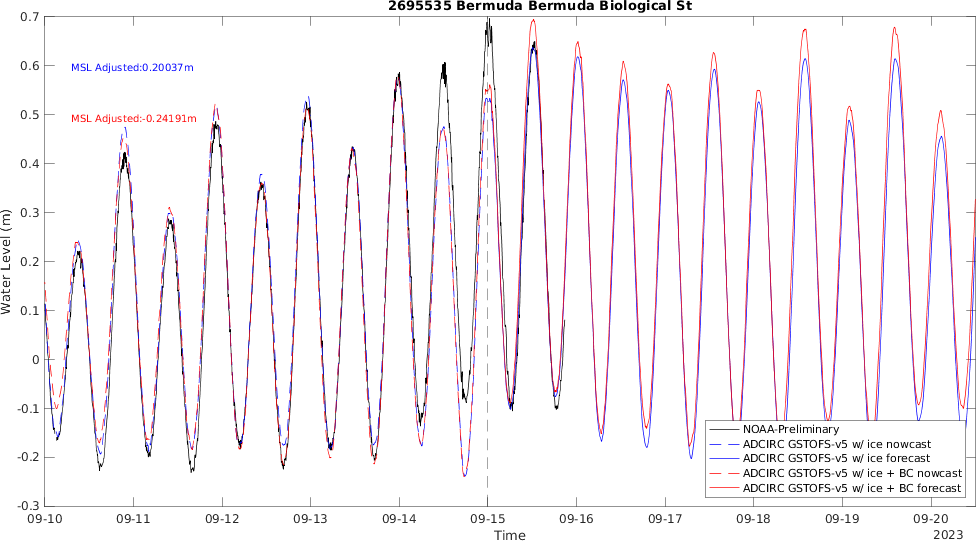 2695535 Bermuda Bermuda Biological St
MSL Adjusted:0.20037m
MSL Adjusted:-0.24191m
Water Level (m)
0.7
0.6
0.5
0.4
0.3
0.2
0.1
0
-0.1
-0.2
-0.3
NOAA-Preliminary
ADCIRC GSTOFS-v5 w/ ice nowcast
ADCIRC GSTOFS-v5 w/ ice forecast
ADCIRC GSTOFS-v5 w/ ice + BC nowcast
ADCIRC GSTOFS-v5 w/ ice + BC forecast
09-10 09-11 09-12 09-13 09-14 09-15 09-16 09-17 09-18 09-19 09-20
2023
Time